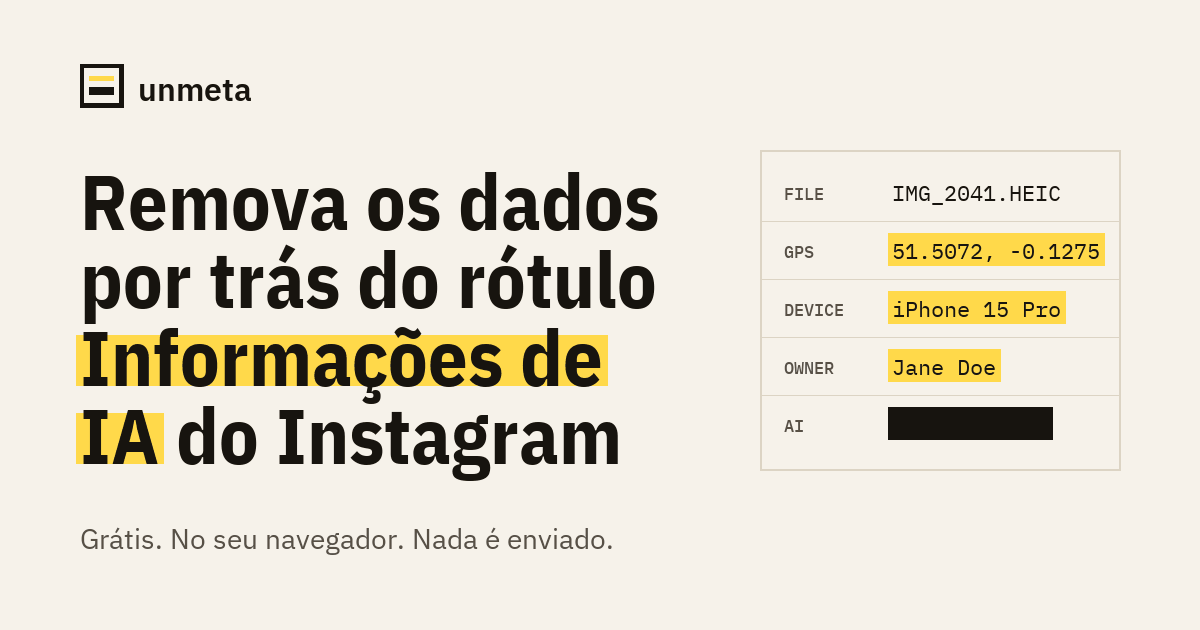 unmeta
Remova os dados
por trás do rótulo
Informações de
IA do Instagram
Grátis. No seu navegador. Nada é enviado.
FILE IMG_2041.HEIC
GPS 51.5072, -0.1275
DEVICE iPhone 15 Pro
OWNER Jane Doe
AI